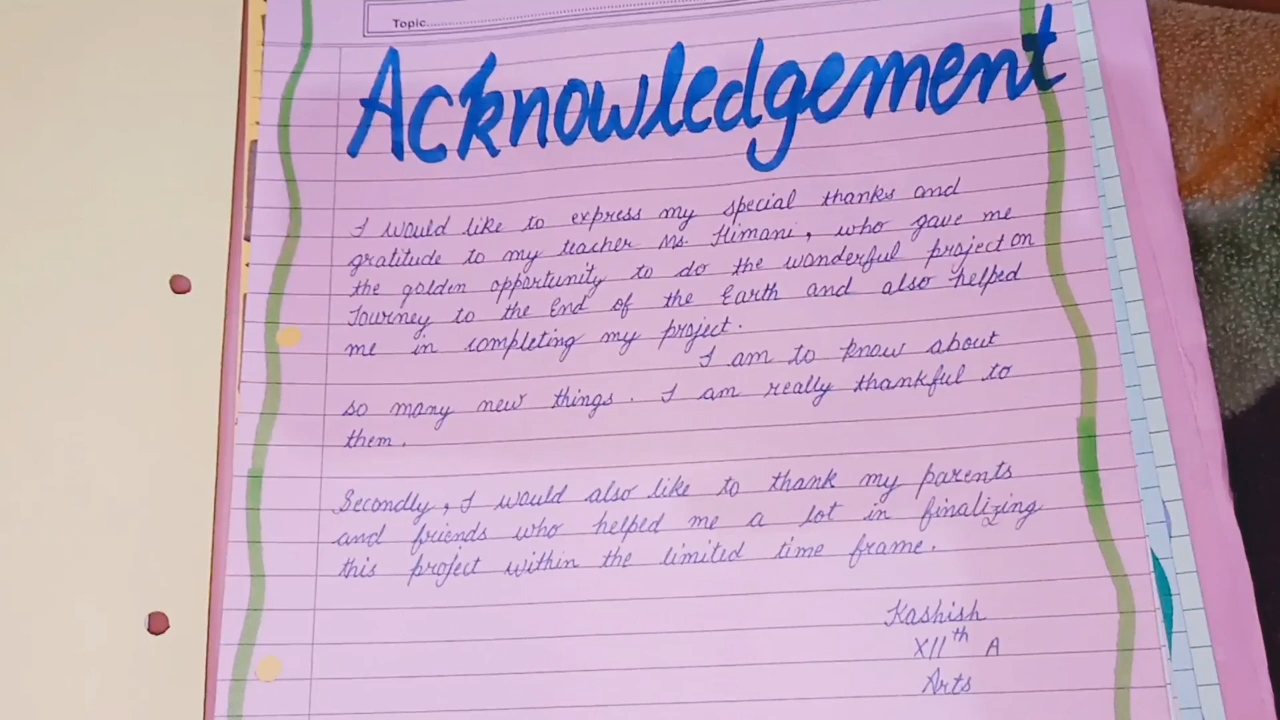 Topic
Acknowledgement
I would like to express my special thanks and
gratitude to my teacher Ms. Himani, who gave me
the golden opportunity to do the wonderful project on
Journey to the End of the Earth and also helped
me in completing my project.
I am to know about
so many new things. I am really thankful to
them.
Secondly, I would also like to thank my parents
and friends who helped me a lot in finalizing
this project within the limited time frame.
Kashish
XIIth A
Arts